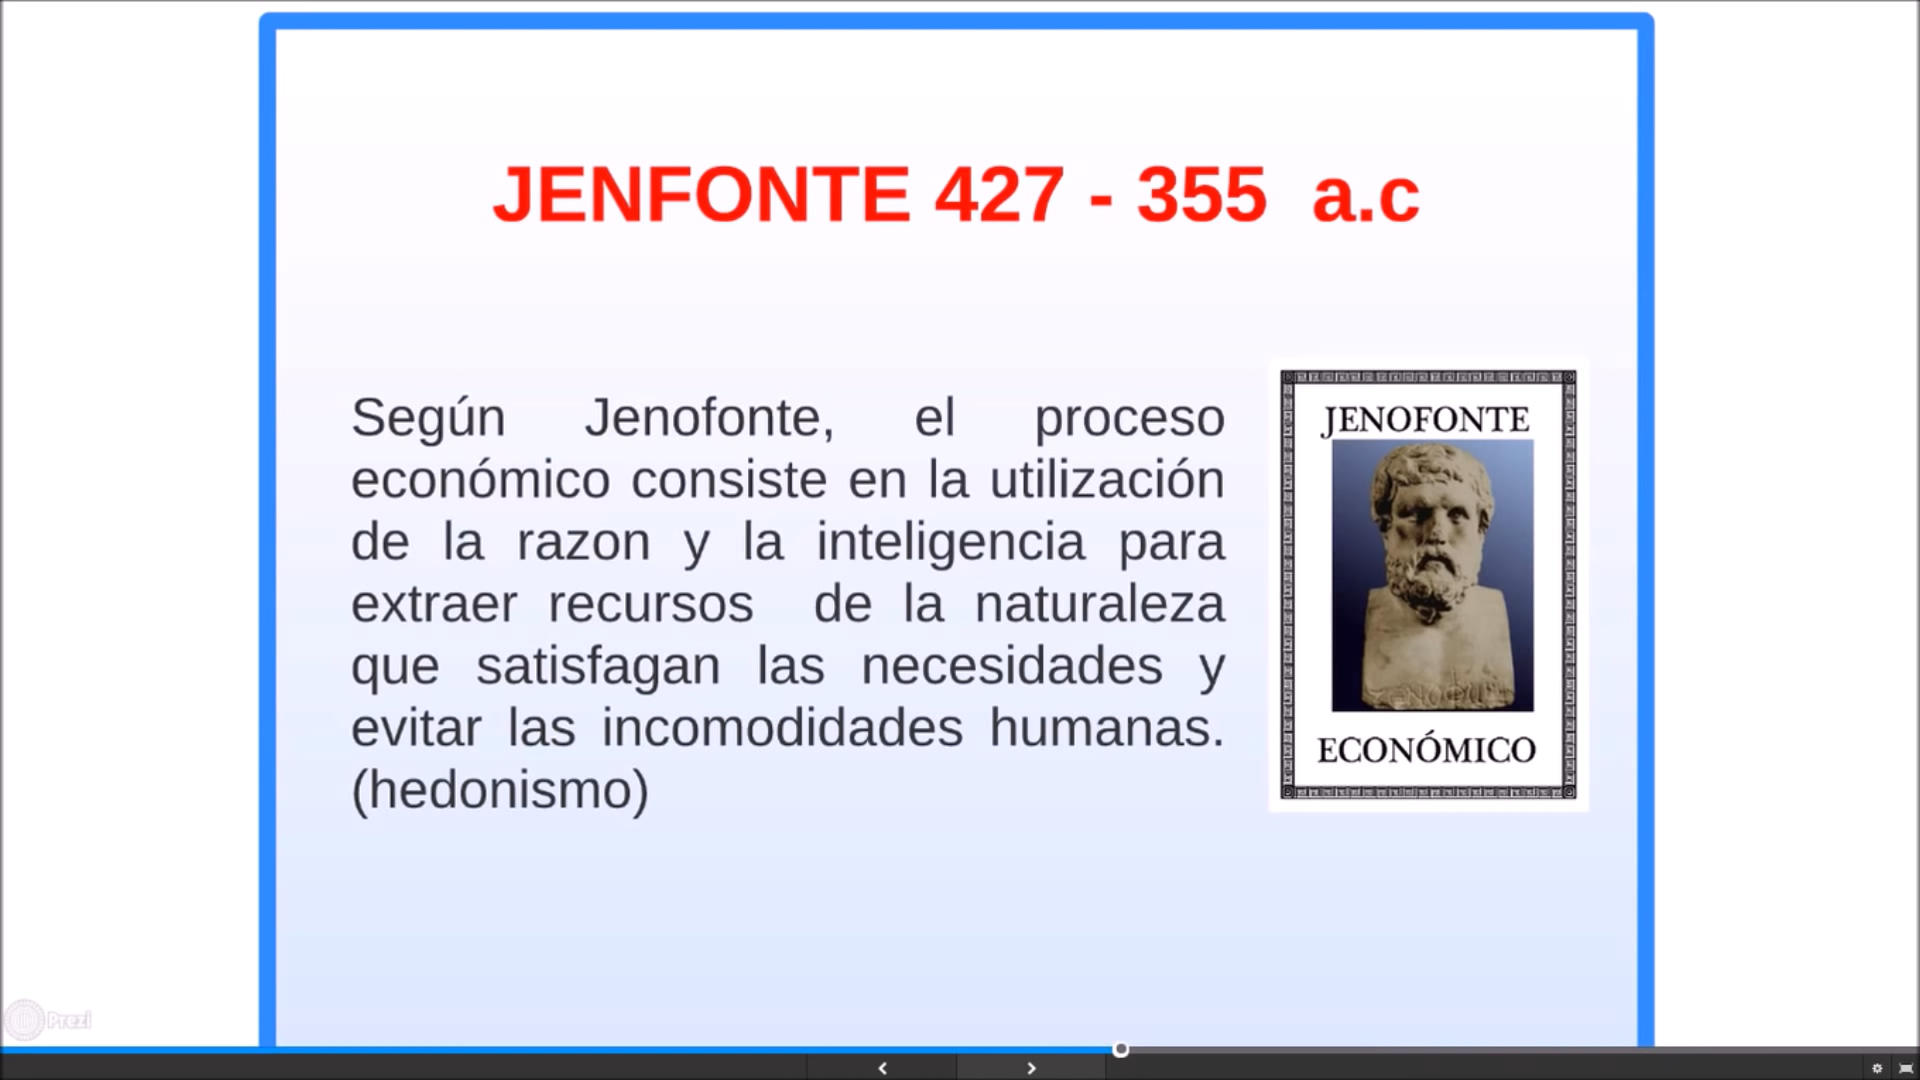 JENFONTE 427 - 355 a.c
Según Jenofonte, el proceso
económico consiste en la utilización
de la razon y la inteligencia para
extraer recursos de la naturaleza
que satisfagan las necesidades y
evitar las incomodidades humanas.
(hedonismo)
JENOFONTE
ECONÓMICO
Prezi